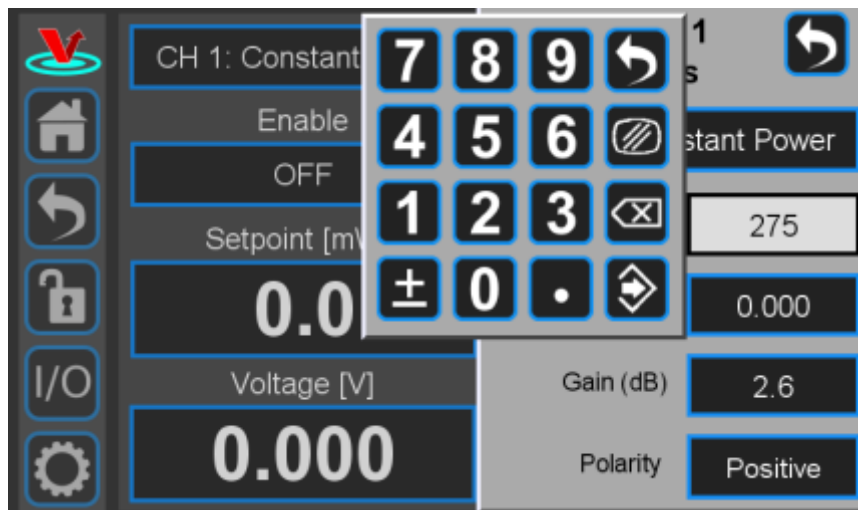 CH 1: Constant
Enable
OFF
Setpoint [m
0.0
Voltage [V]
0.000
7 8 9
4 5 6
1 2 3
± 0 .
I/O
1
s
stant Power
275
0.000
Gain (dB) 2.6
Polarity Positive